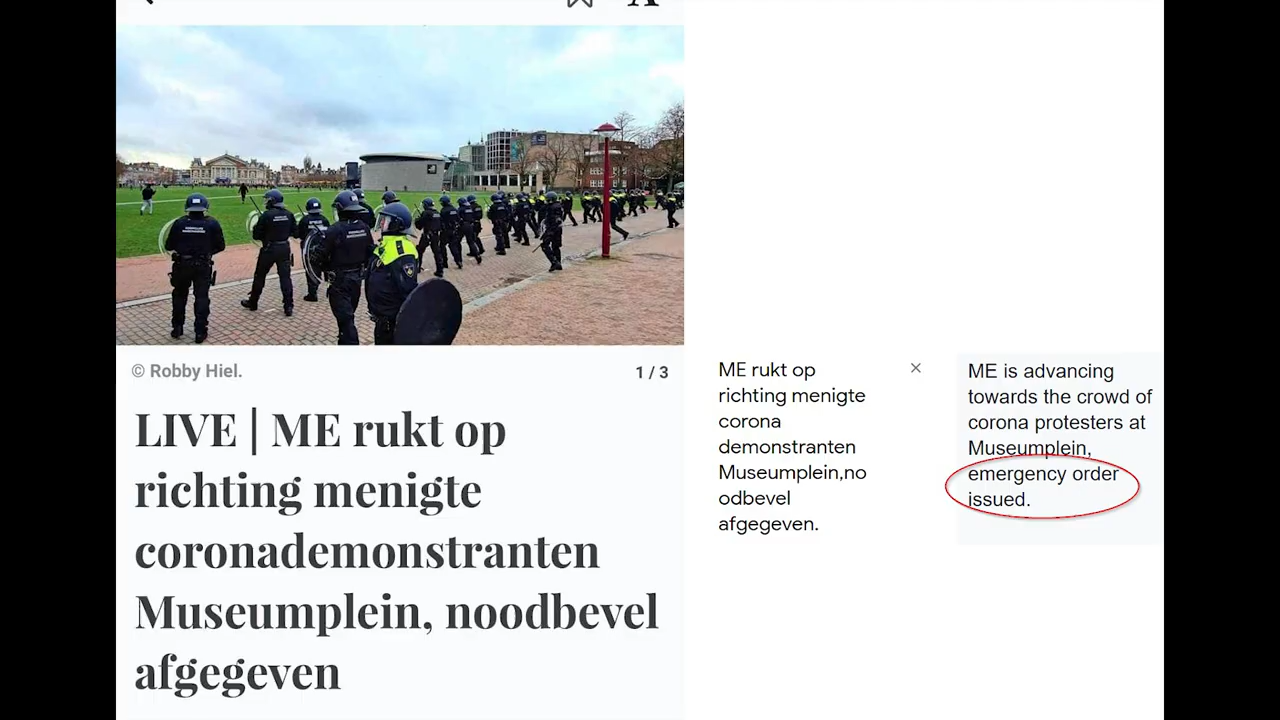 © Robby Hiel.
1 / 3
LIVE | ME rukt op
richting menigte
coronademonstranten
Museumplein, noodbevel
afgegeven
ME rukt op
richting menigte
corona
demonstranten
Museumplein,no
odbevel
afgegeven.
×
ME is advancing
towards the crowd of
corona protesters at
Museumplein,
emergency order
issued.